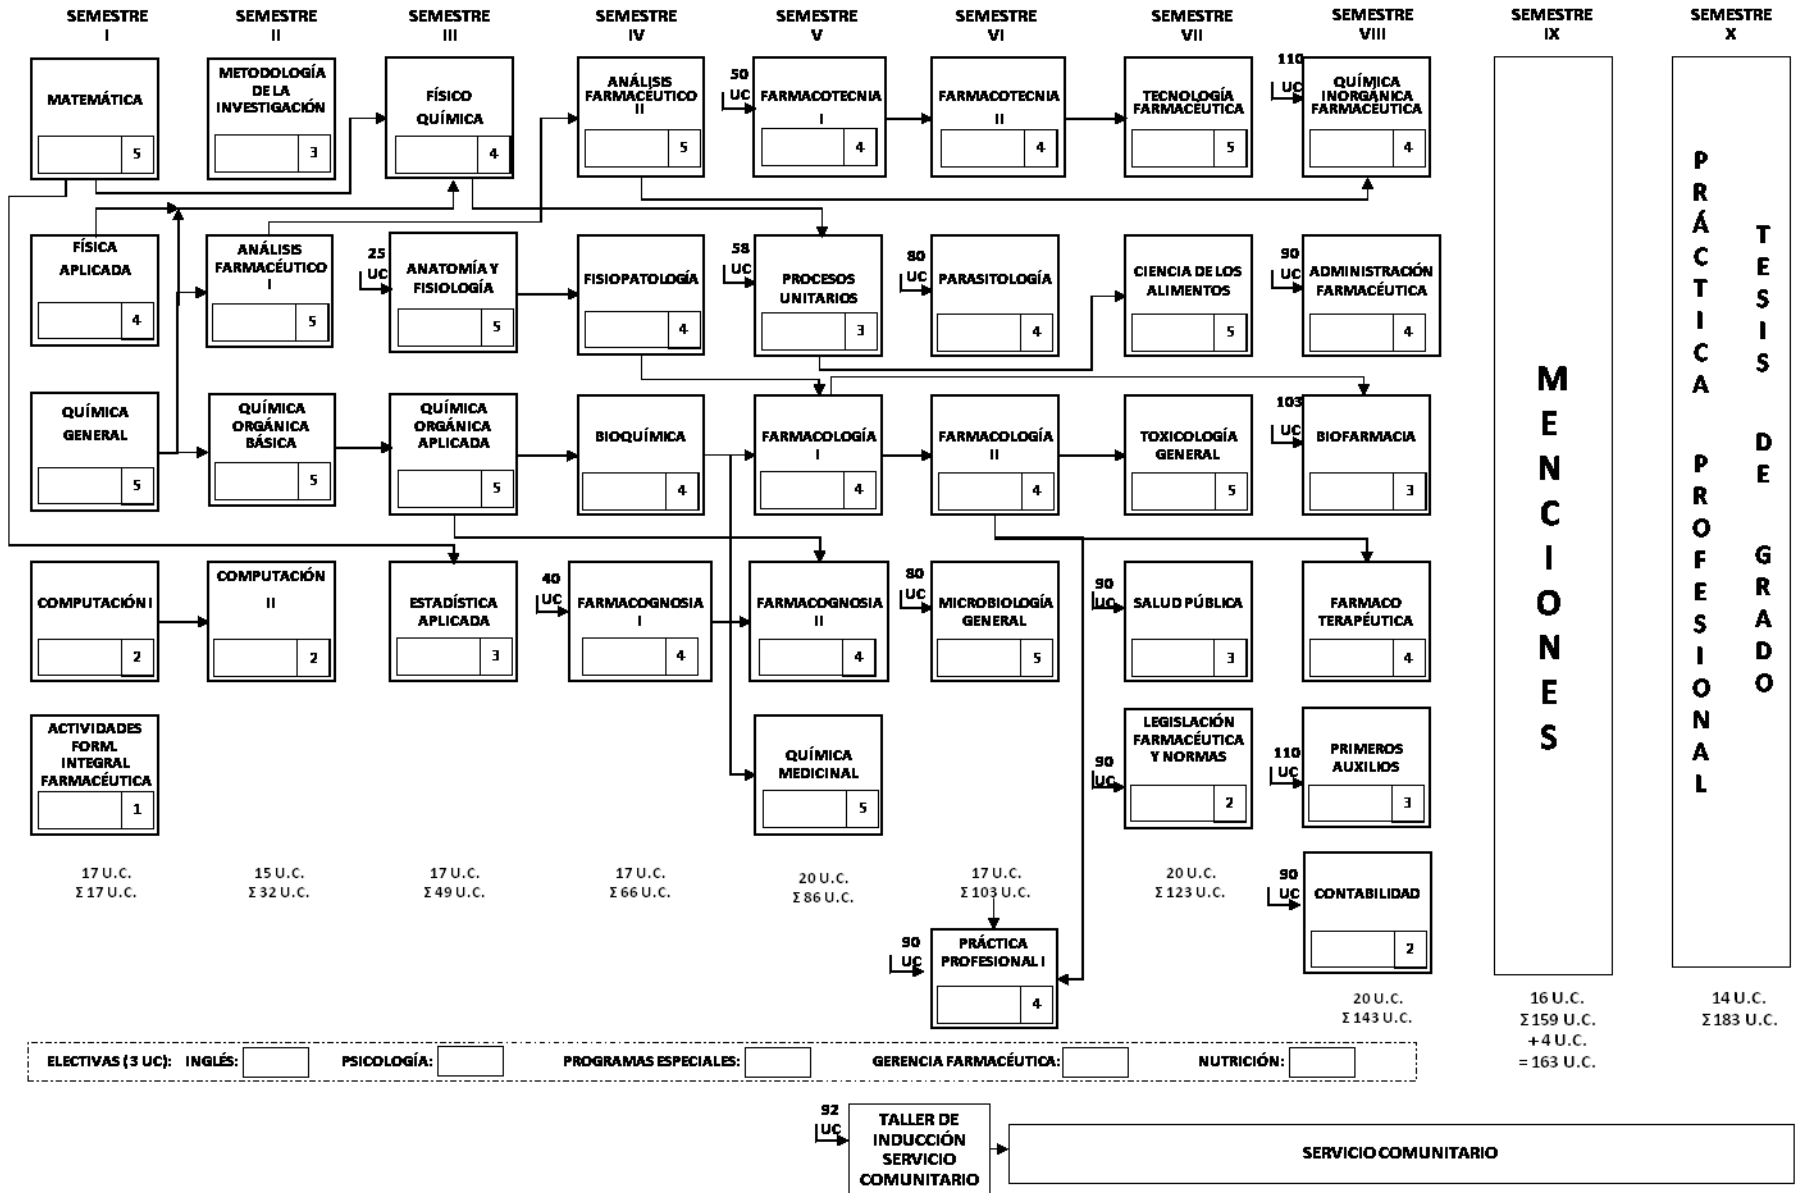 SEMESTRE
I
SEMESTRE
II
SEMESTRE
III
SEMESTRE
IV
SEMESTRE
V
SEMESTRE
VI
SEMESTRE
VII
SEMESTRE
VIII
SEMESTRE
IX
SEMESTRE
X
MATEMÁTICA
5
METODOLOGÍA
DE LA
INVESTIGACIÓN
3
FÍSICO
QUÍMICA
4
ANÁLISIS
FARMACÉUTICO
II
5
50
UC
FARMACOTECNIA
I
4
FARMACOTECNIA
II
4
TECNOLOGÍA
FARMACÉUTICA
5
110
UC
QUÍMICA
INORGÁNICA
FARMACÉUTICA
4
FÍSICA
APLICADA
4
ANÁLISIS
FARMACÉUTICO
I
5
25
UC
ANATOMÍA Y
FISIOLOGÍA
5
FISIOPATOLOGÍA
4
58
UC
PROCESOS
UNITARIOS
3
80
UC
PARASITOLOGÍA
4
CIENCIA DE LOS
ALIMENTOS
5
90
UC
ADMINISTRACIÓN
FARMACÉUTICA
4
QUÍMICA
GENERAL
5
QUÍMICA
ORGÁNICA
BÁSICA
5
QUÍMICA
ORGÁNICA
APLICADA
5
BIOQUÍMICA
4
FARMACOLOGÍA
I
4
FARMACOLOGÍA
II
4
TOXICOLOGÍA
GENERAL
5
103
UC
BIOFARMACIA
3
COMPUTACIÓN I
2
COMPUTACIÓN
II
2
ESTADÍSTICA
APLICADA
3
40
UC
FARMACOGNOSIA
I
4
FARMACOGNOSIA
II
4
80
UC
MICROBIOLOGÍA
GENERAL
5
90
UC
SALUD PÚBLICA
3
FARMACO
TERAPÉUTICA
4
ACTIVIDADES
FORM.
INTEGRAL
FARMACÉUTICA
1
QUÍMICA
MEDICINAL
5
90
UC
LEGISLACIÓN
FARMACÉUTICA
Y NORMAS
2
110
UC
PRIMEROS
AUXILIOS
3
90
UC
CONTABILIDAD
2
MENCIONES
PRÁCTICA PROFESIONAL
TESIS DE GRADO
17 U.C.
Σ 17 U.C.
15 U.C.
Σ 32 U.C.
17 U.C.
Σ 49 U.C.
17 U.C.
Σ 66 U.C.
20 U.C.
Σ 86 U.C.
17 U.C.
Σ 103 U.C.
20 U.C.
Σ 123 U.C.
90
UC
PRÁCTICA
PROFESIONAL I
4
20 U.C.
Σ 143 U.C.
16 U.C.
Σ159 U.C.
+ 4 U.C.
= 163 U.C.
14 U.C.
Σ183 U.C.
ELECTIVAS (3 UC): INGLÉS: PSICOLOGÍA: PROGRAMAS ESPECIALES: GERENCIA FARMACÉUTICA: NUTRICIÓN:
92
UC
TALLER DE
INDUCCIÓN
SERVICIO
COMUNITARIO
SERVICIO COMUNITARIO